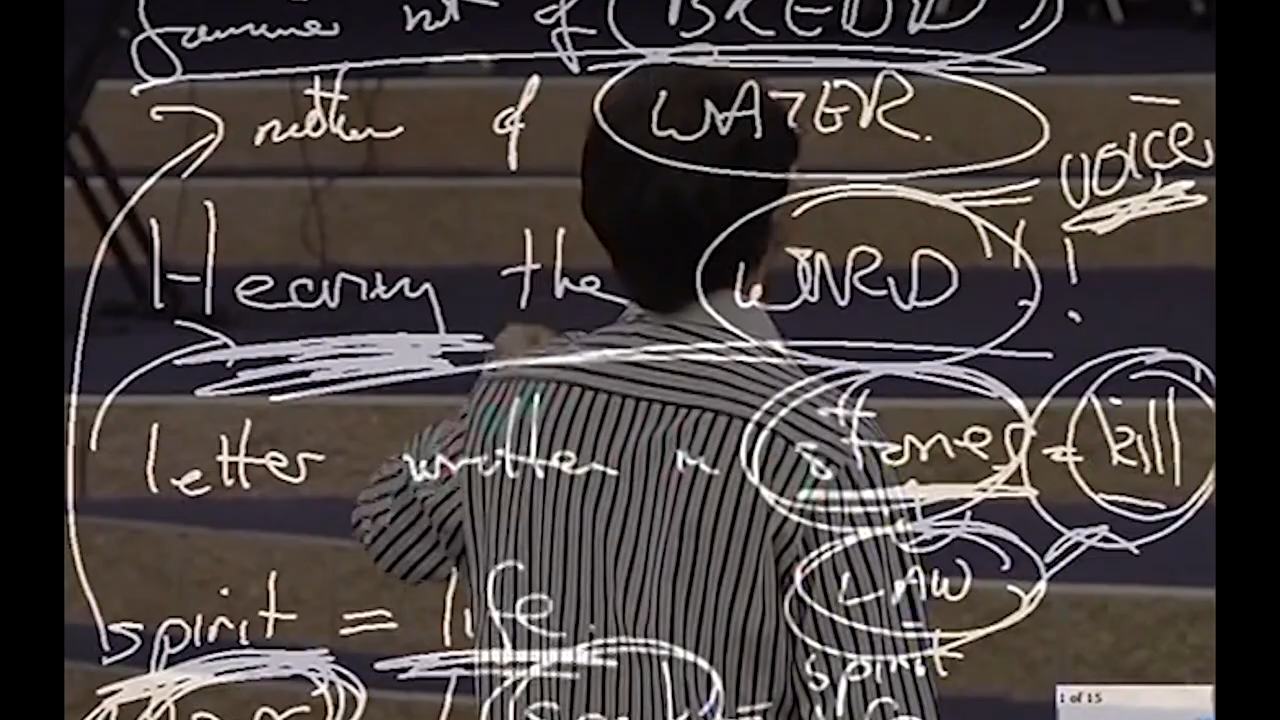 not of BREAD
neither of WATER. -
voice
Hearing the WORD !
letter written in stones = kill
LAW
spirit = life.
spirit
1 of 15